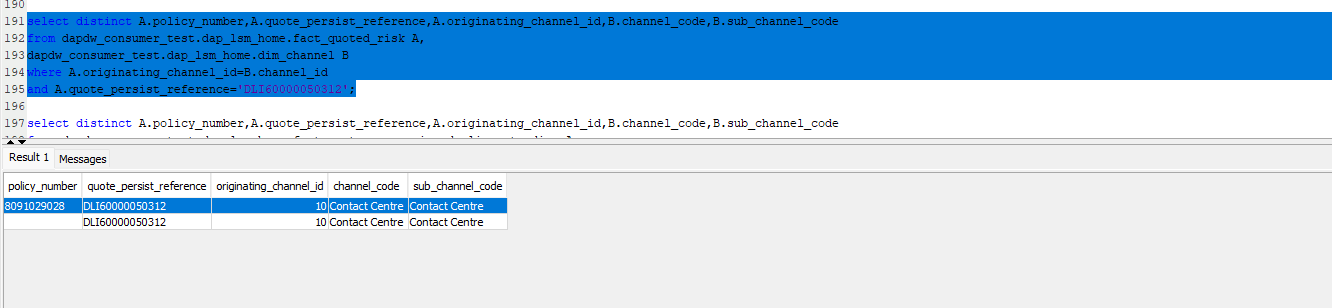 190
191 select distinct A.policy_number,A.quote_persist_reference,A.originating_channel_id,B.channel_code,B.sub_channel_code
192 from dapdw_consumer_test.dap_lsm_home.fact_quoted_risk A,
193 dapdw_consumer_test.dap_lsm_home.dim_channel B
194 where A.originating_channel_id=B.channel_id
195 and A.quote_persist_reference='DLI60000050312';
196
197 select distinct A.policy_number,A.quote_persist_reference,A.originating_channel_id,B.channel_code,B.sub_channel_code
Result 1 Messages
policy_number quote_persist_reference originating_channel_id channel_code sub_channel_code
8091029028 DLI60000050312 10 Contact Centre Contact Centre
DLI60000050312 10 Contact Centre Contact Centre